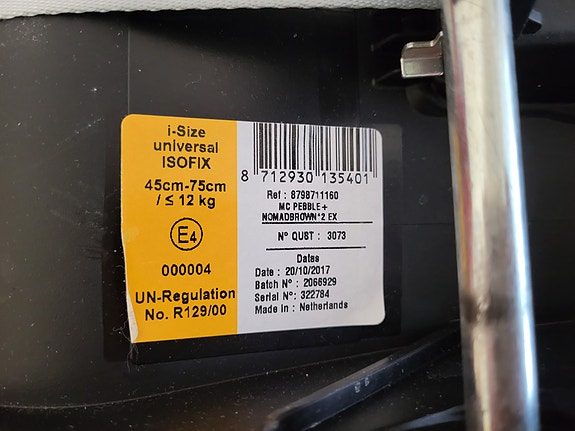 i-Size
universal
ISOFIX
45cm-75cm
/ ≤ 12 kg
E4
000004
UN-Regulation
No. R129/00
8 712930 135401
Ref : 8798711160
MC PEBBLE+
NOMADBROWN*2 EX
N° QUST : 3073
Dates
Date : 20/10/2017
Batch N° : 2066929
Serial N°: 322784
Made in : Netherlands